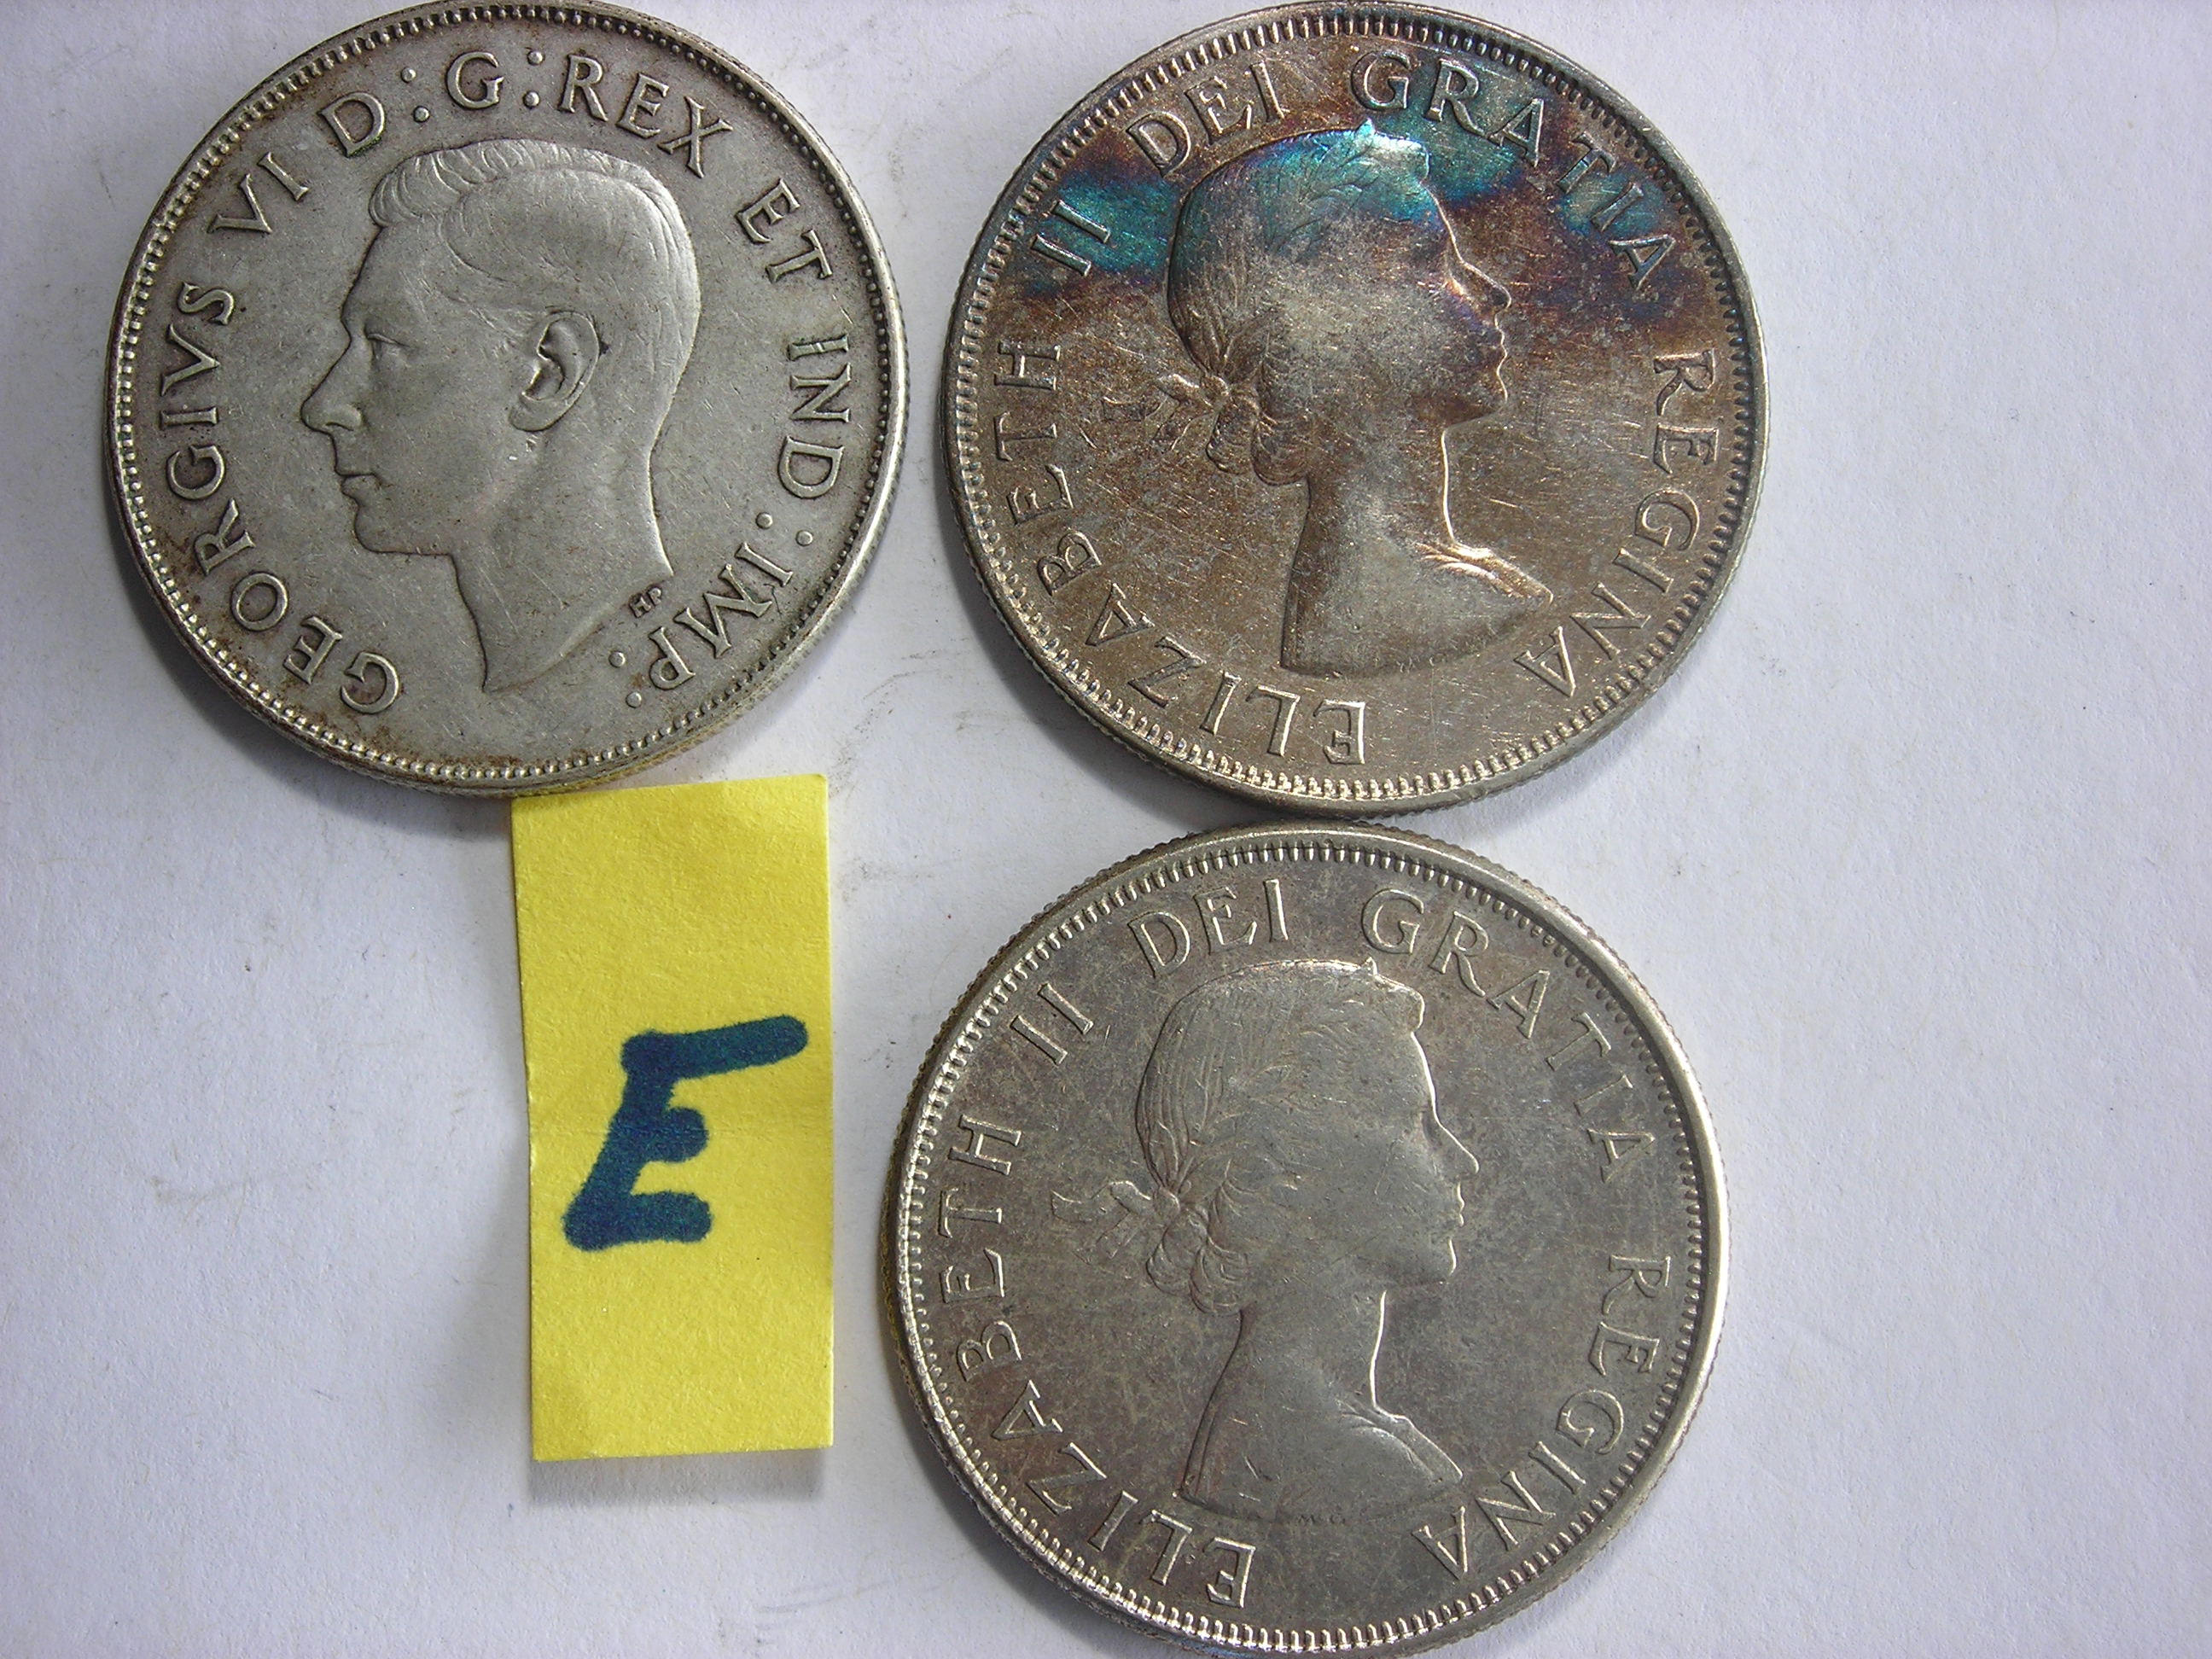 GEORGIVS VI D:G:REX ET IND:IMP:
HP
ELIZABETH II DEI GRATIA REGINA
E
ELIZABETH II DEI GRATIA REGINA
M.G.